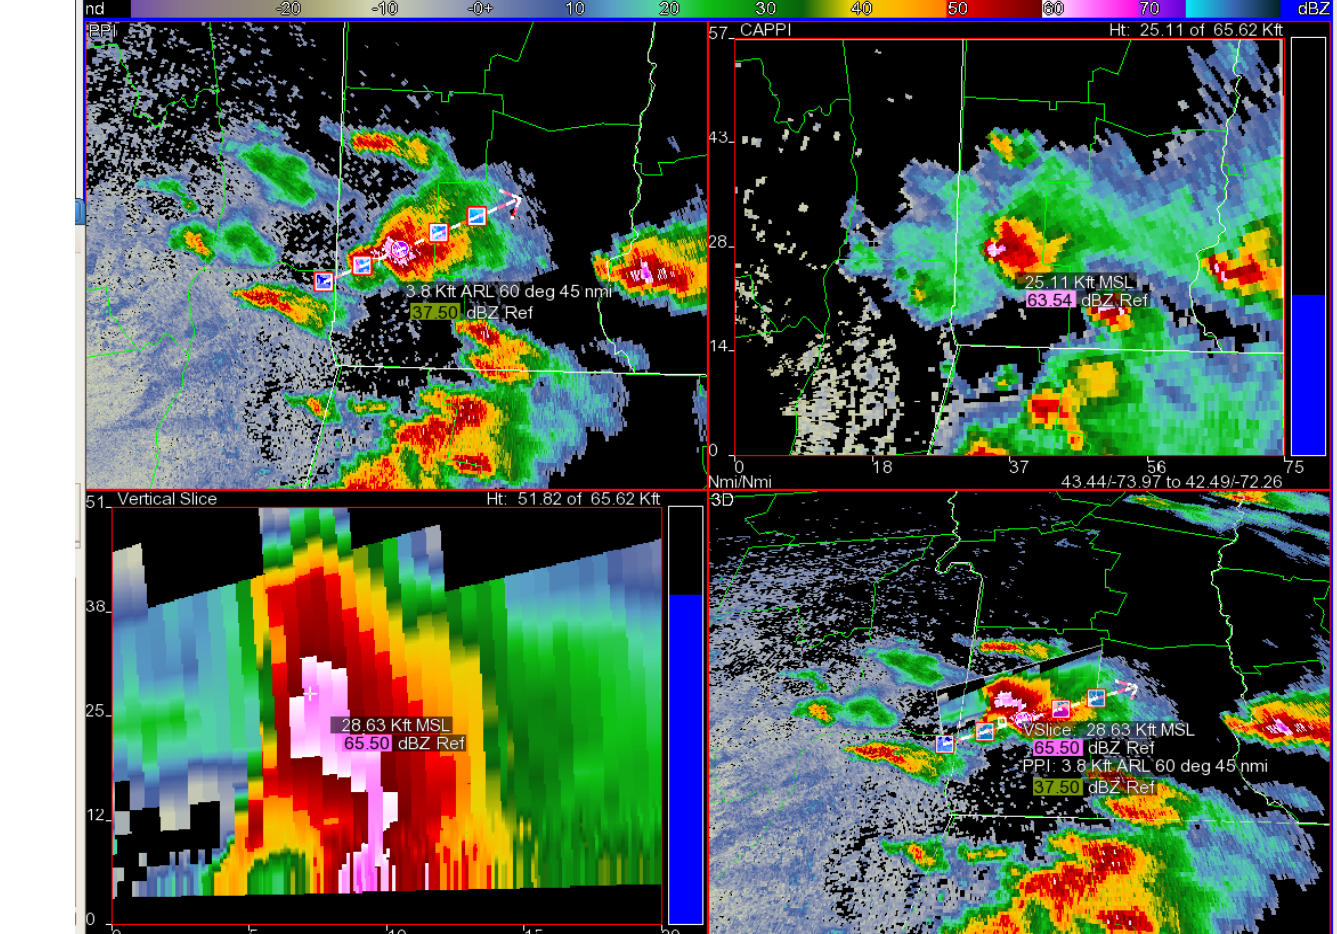 nd -20 -10 -0+ 10 20 30 40 50 60 70 dBZ
PPI
3.8 Kft ARL 60 deg 45 nmi
37.50 dBZ Ref
CAPPI Ht: 25.11 of 65.62 Kft
57
43
28
14
0
25.11 Kft MSL
63.54 dBZ Ref
0 18 37 56 75
Nmi/Nmi 43.44/-73.97 to 42.49/-72.26
Vertical Slice Ht: 51.82 of 65.62 Kft
51
38
25
12
0
28.63 Kft MSL
65.50 dBZ Ref
3D
VSlice: 28.63 Kft MSL
65.50 dBZ Ref
PPI: 3.8 Kft ARL 60 deg 45 nmi
37.50 dBZ Ref